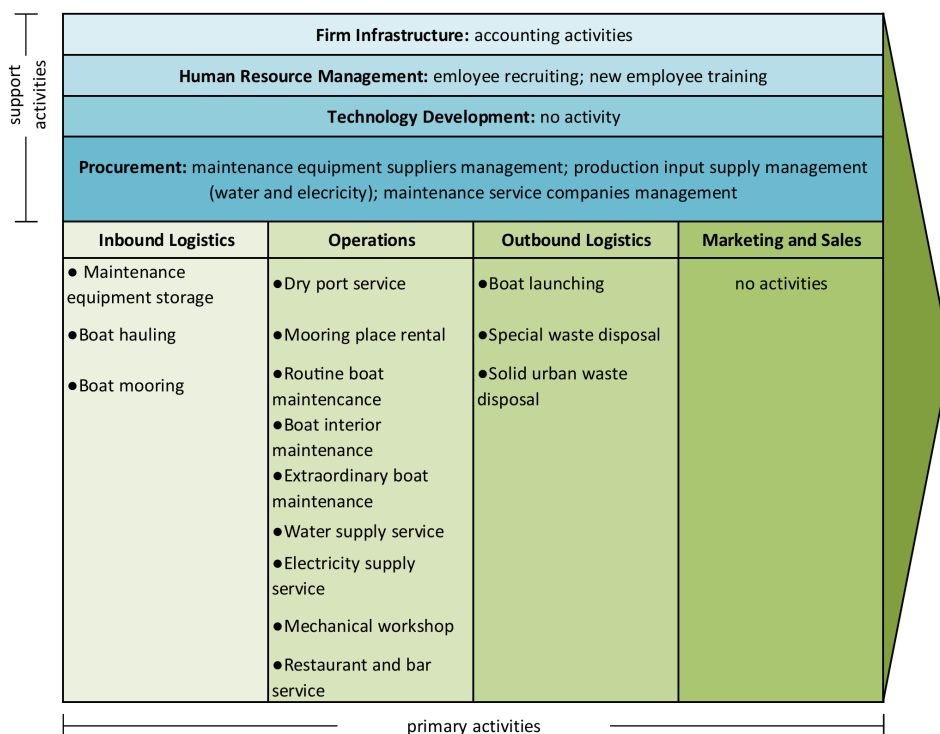 support
activities
Firm Infrastructure: accounting activities
Human Resource Management: emloyee recruiting; new employee training
Technology Development: no activity
Procurement: maintenance equipment suppliers management; production input supply management
(water and elecricity); maintenance service companies management
Inbound Logistics
● Maintenance
equipment storage
●Boat hauling
●Boat mooring
Operations
●Dry port service
●Mooring place rental
●Routine boat
maintencance
●Boat interior
maintenance
●Extraordinary boat
maintenance
●Water supply service
●Electricity supply
service
●Mechanical workshop
●Restaurant and bar
service
Outbound Logistics
●Boat launching
●Special waste disposal
●Solid urban waste
disposal
Marketing and Sales
no activities
primary activities